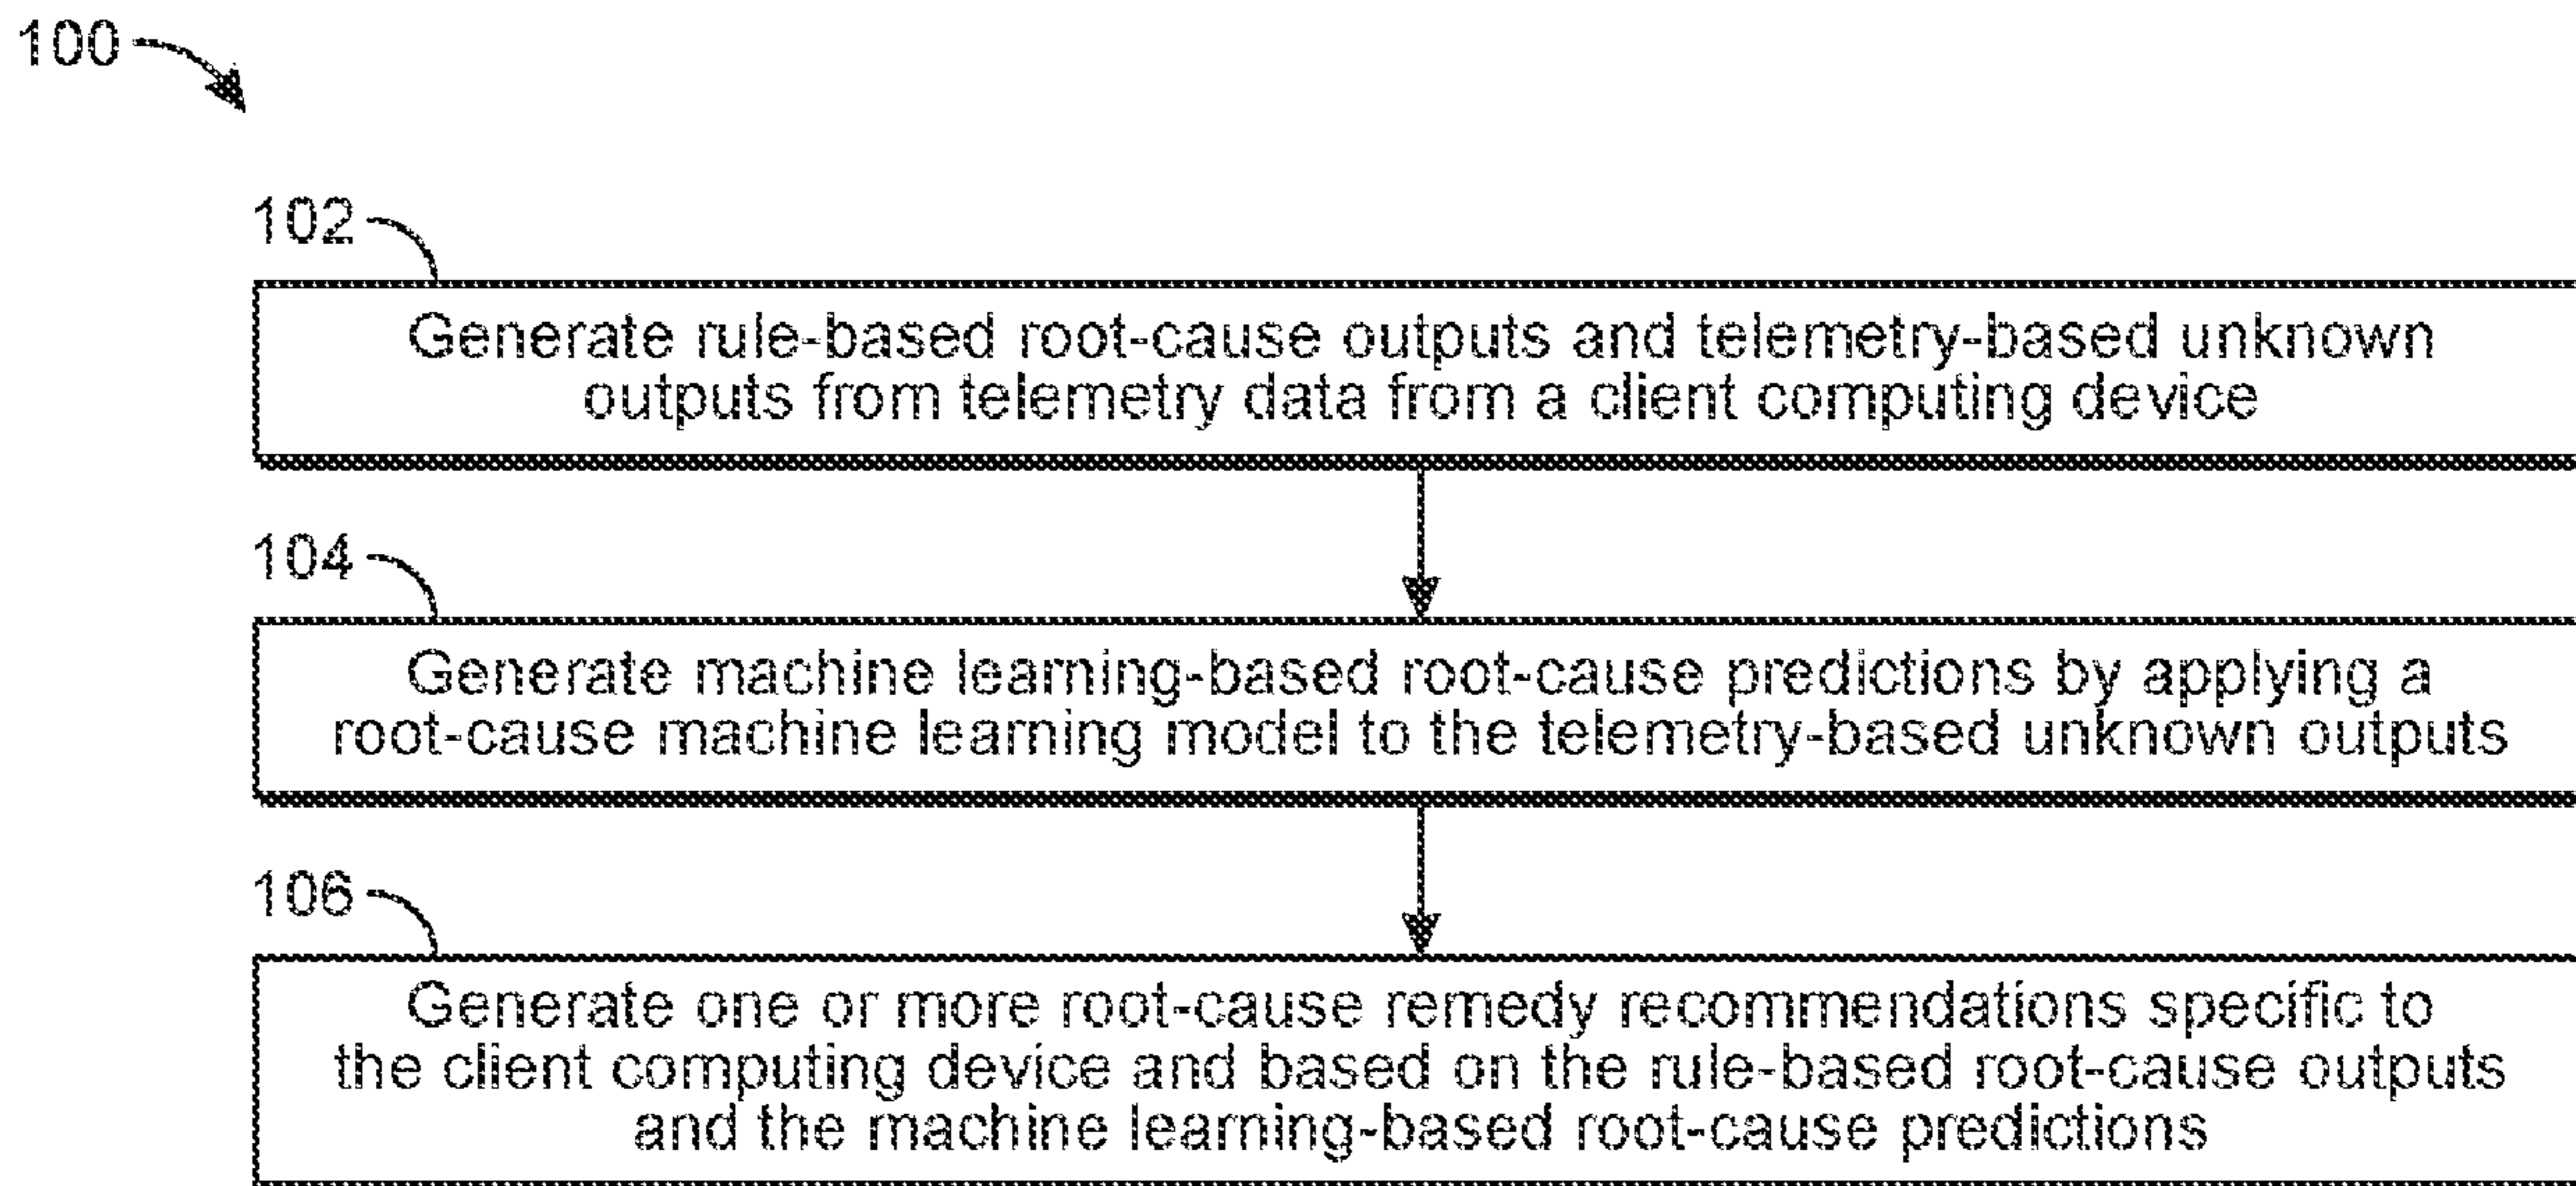 100
102
Generate rule-based root-cause outputs and telemetry-based unknown
outputs from telemetry data from a client computing device
104
Generate machine learning-based root-cause predictions by applying a
root-cause machine learning model to the telemetry-based unknown outputs
106
Generate one or more root-cause remedy recommendations specific to
the client computing device and based on the rule-based root-cause outputs
and the machine learning-based root-cause predictions